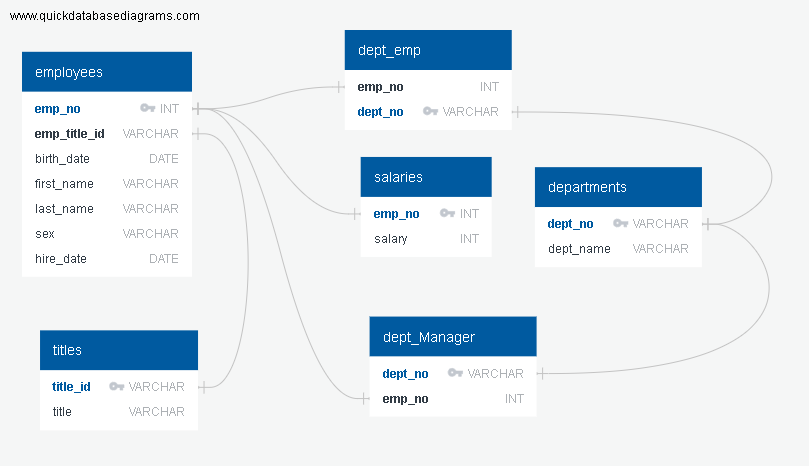 www.quickdatabasediagrams.com
employees
emp_no INT
emp_title_id VARCHAR
birth_date DATE
first_name VARCHAR
last_name VARCHAR
sex VARCHAR
hire_date DATE
dept_emp
emp_no INT
dept_no VARCHAR
salaries
emp_no INT
salary INT
departments
dept_no VARCHAR
dept_name VARCHAR
titles
title_id VARCHAR
title VARCHAR
dept_Manager
dept_no VARCHAR
emp_no INT